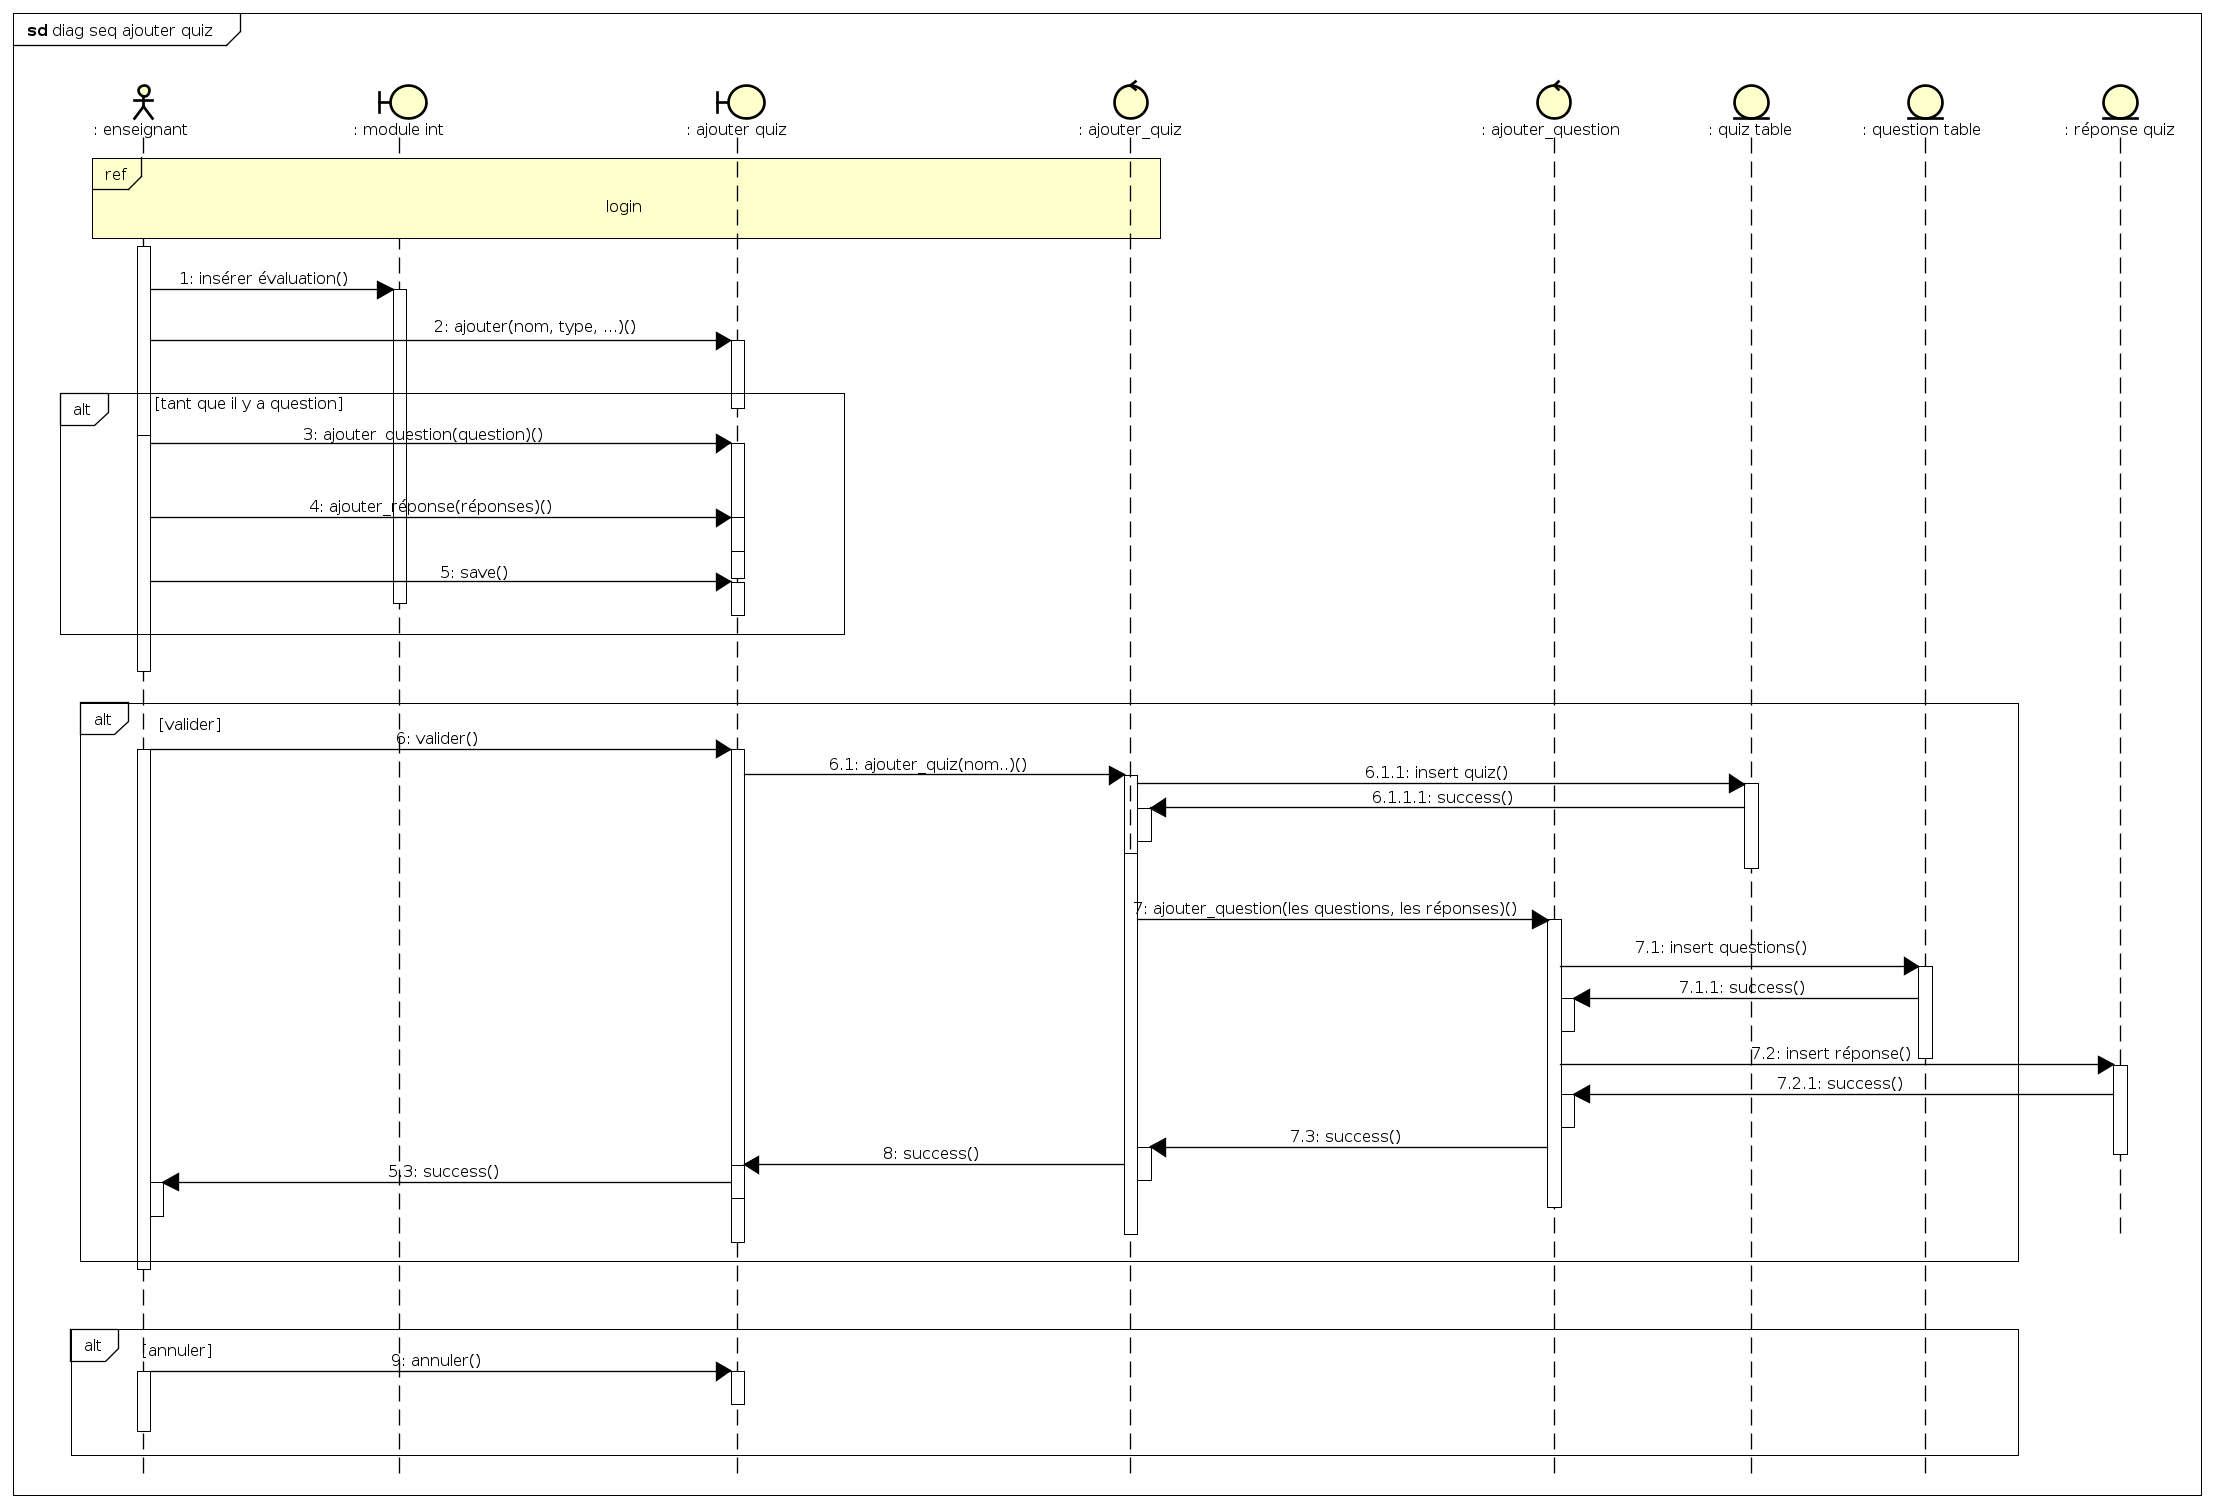 sd diag seq ajouter quiz
: enseignant
: module int
: ajouter quiz
: ajouter_quiz
: ajouter_question
: quiz table
: question table
: réponse quiz
ref
login
1: insérer évaluation()
2: ajouter(nom, type, ...)()
alt
[tant que il y a question]
3: ajouter_question(question)()
4: ajouter_réponse(réponses)()
5: save()
alt
[valider]
6: valider()
6.1: ajouter_quiz(nom..)()
6.1.1: insert quiz()
6.1.1.1: success()
7: ajouter_question(les questions, les réponses)()
7.1: insert questions()
7.1.1: success()
7.2: insert réponse()
7.2.1: success()
7.3: success()
8: success()
5.3: success()
alt
[annuler]
9: annuler()